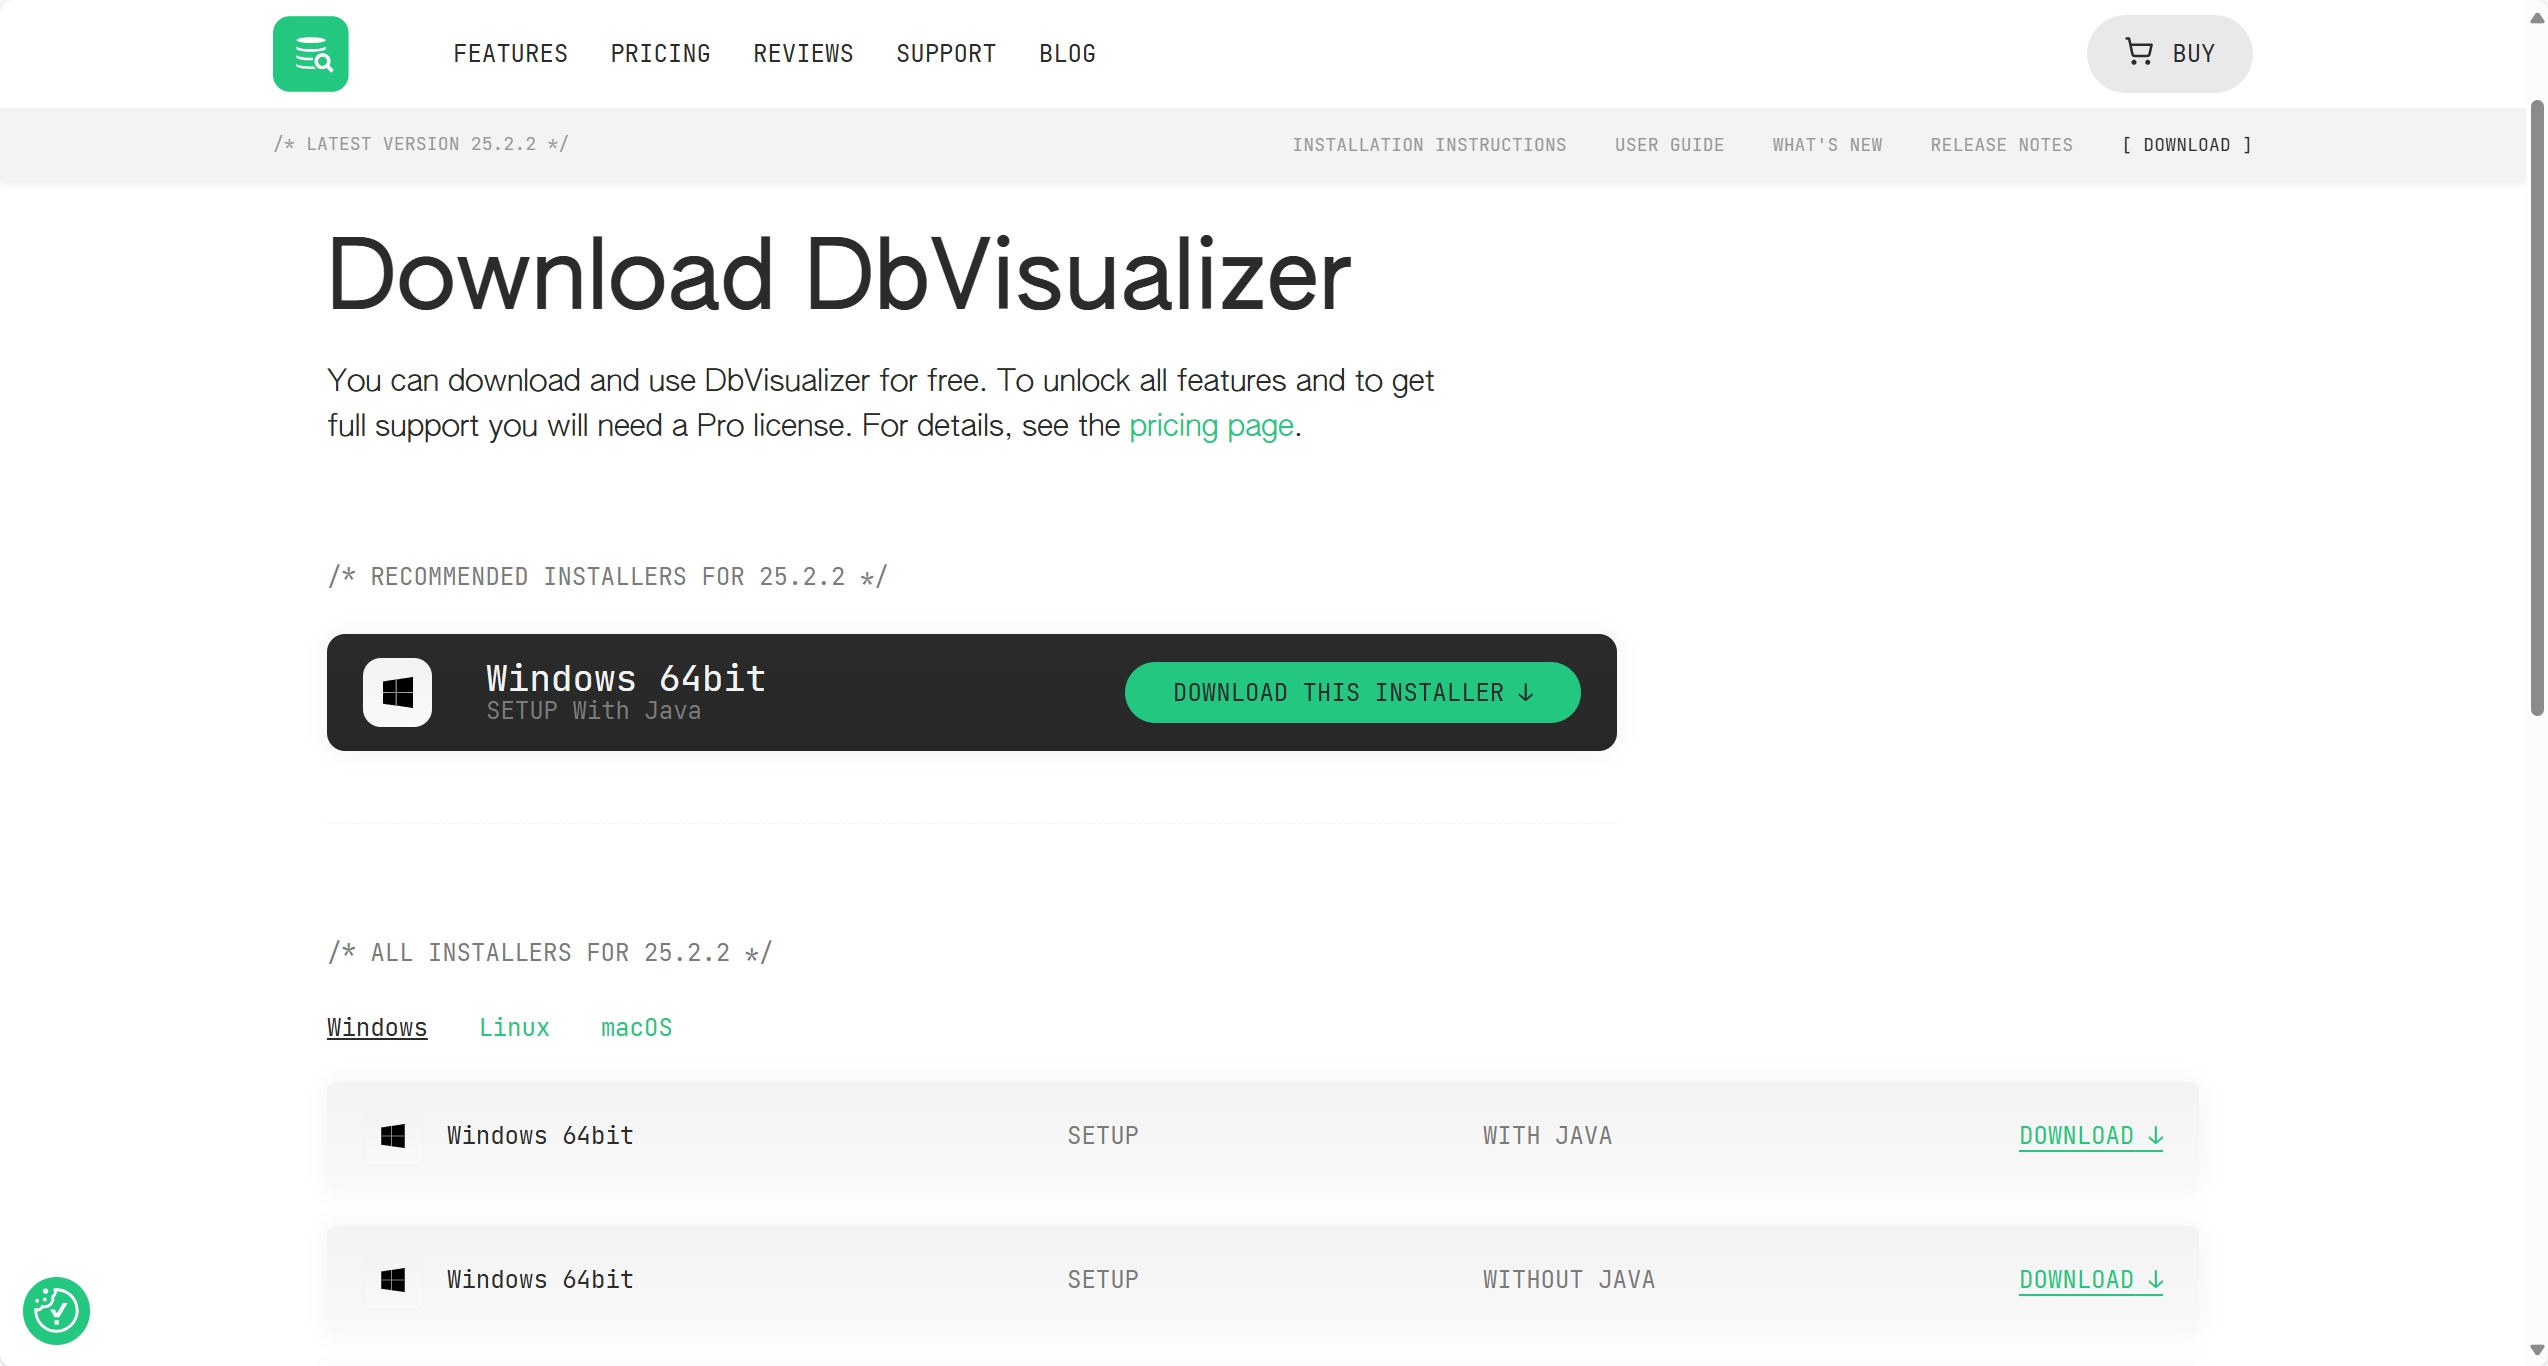 FEATURES PRICING REVIEWS SUPPORT BLOG BUY
/* LATEST VERSION 25.2.2 */ INSTALLATION INSTRUCTIONS USER GUIDE WHAT'S NEW RELEASE NOTES [ DOWNLOAD ]
Download DbVisualizer
You can download and use DbVisualizer for free. To unlock all features and to get
full support you will need a Pro license. For details, see the pricing page.
/* RECOMMENDED INSTALLERS FOR 25.2.2 */
Windows 64bit
SETUP With Java
DOWNLOAD THIS INSTALLER ↓
/* ALL INSTALLERS FOR 25.2.2 */
Windows Linux macOS
Windows 64bit SETUP WITH JAVA DOWNLOAD ↓
Windows 64bit SETUP WITHOUT JAVA DOWNLOAD ↓